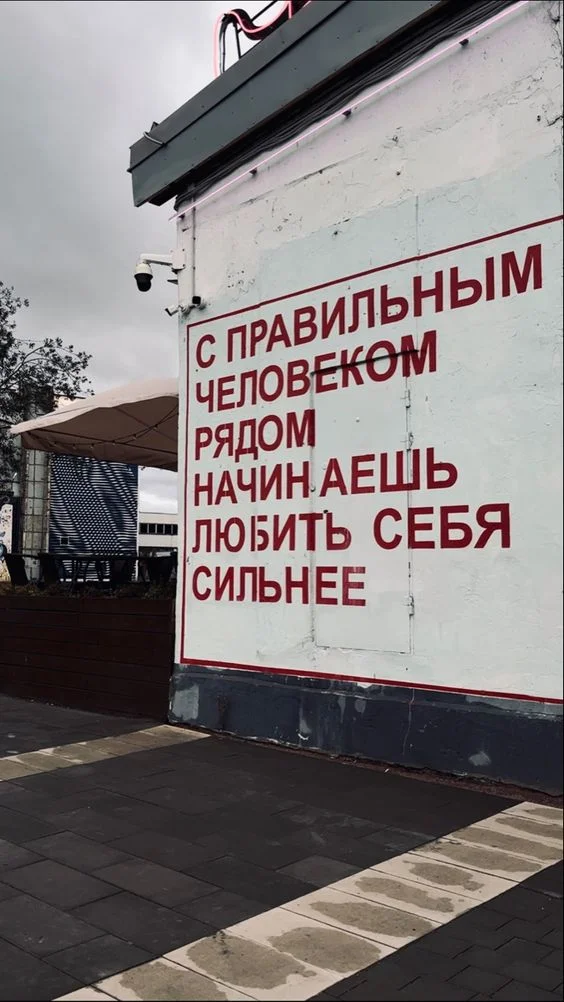 С ПРАВИЛЬНЫМ
ЧЕЛОВЕКОМ
РЯДОМ
НАЧИНАЕШЬ
ЛЮБИТЬ СЕБЯ
СИЛЬНЕЕ